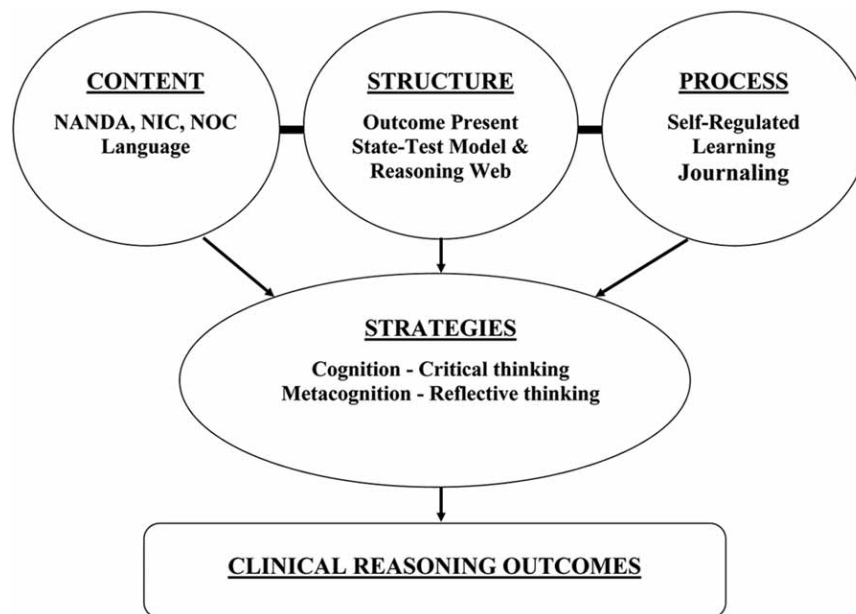 CONTENT
NANDA, NIC, NOC
Language
STRUCTURE
Outcome Present
State-Test Model &
Reasoning Web
PROCESS
Self-Regulated
Learning
Journaling
STRATEGIES
Cognition - Critical thinking
Metacognition - Reflective thinking
CLINICAL REASONING OUTCOMES